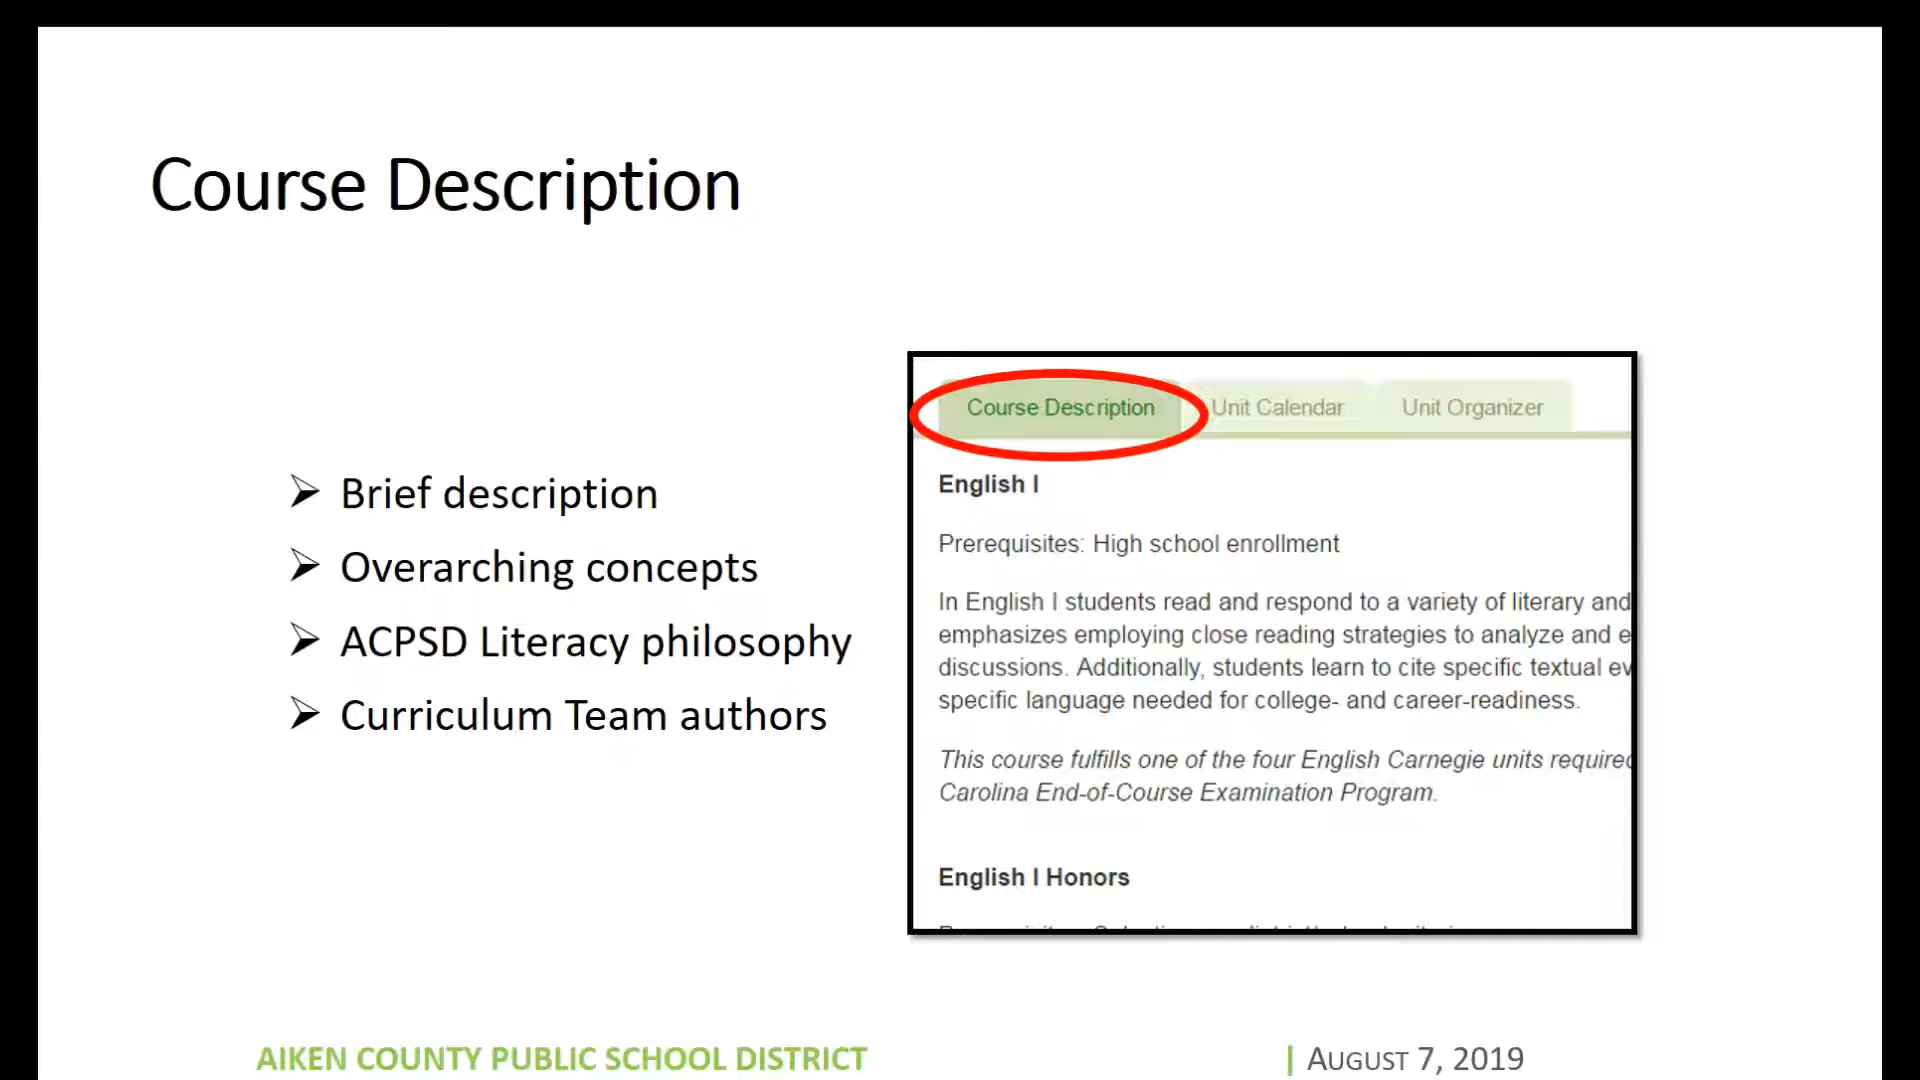 Course Description
Brief description
Overarching concepts
ACPSD Literacy philosophy
Curriculum Team authors
Course Description Unit Calendar Unit Organizer
English I
Prerequisites: High school enrollment
In English I students read and respond to a variety of literary and
emphasizes employing close reading strategies to analyze and e
discussions. Additionally, students learn to cite specific textual ev
specific language needed for college- and career-readiness.
This course fulfills one of the four English Carnegie units required
Carolina End-of-Course Examination Program.
English I Honors
AIKEN COUNTY PUBLIC SCHOOL DISTRICT
| AUGUST 7, 2019